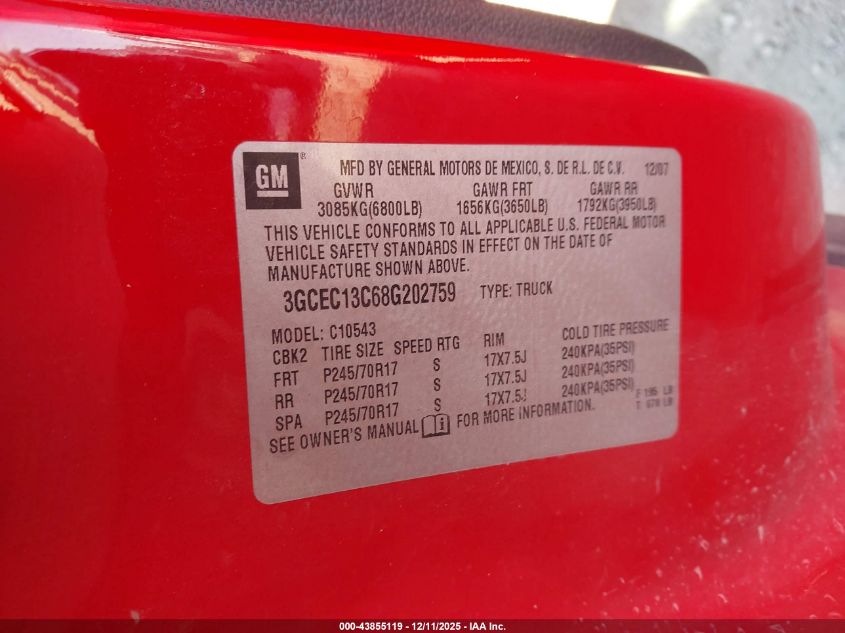 GM ®
MFD BY GENERAL MOTORS DE MEXICO, S. DE R.L. DE C.V. 12/07
GVWR GAWR FRT GAWR RR
3085KG(6800LB) 1656KG(3650LB) 1792KG(3950LB)
THIS VEHICLE CONFORMS TO ALL APPLICABLE U.S. FEDERAL MOTOR
VEHICLE SAFETY STANDARDS IN EFFECT ON THE DATE OF
MANUFACTURE SHOWN ABOVE.
3GCEC13C68G202759 TYPE: TRUCK
MODEL: C10543
CBK2 TIRE SIZE SPEED RTG RIM COLD TIRE PRESSURE
FRT P245/70R17 S 17X7.5J 240KPA(35PSI)
RR P245/70R17 S 17X7.5J 240KPA(35PSI)
SPA P245/70R17 S 17X7.5J 240KPA(35PSI)
F 195 LB
T 678 LB
SEE OWNER'S MANUAL FOR MORE INFORMATION.
000-43855119 - 12/11/2025 - IAA Inc.